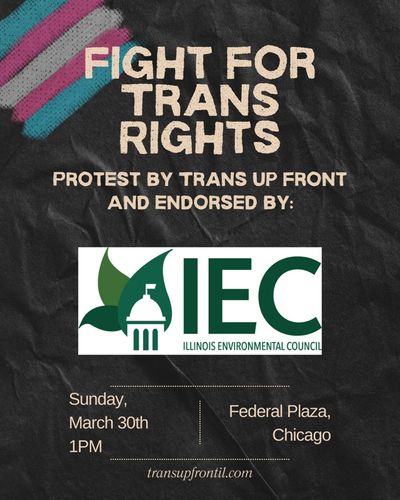 FIGHT FOR
TRANS
RIGHTS
PROTEST BY TRANS UP FRONT
AND ENDORSED BY:
IEC
ILLINOIS ENVIRONMENTAL COUNCIL
Sunday,
March 30th
1PM
Federal Plaza,
Chicago
transupfrontil.com